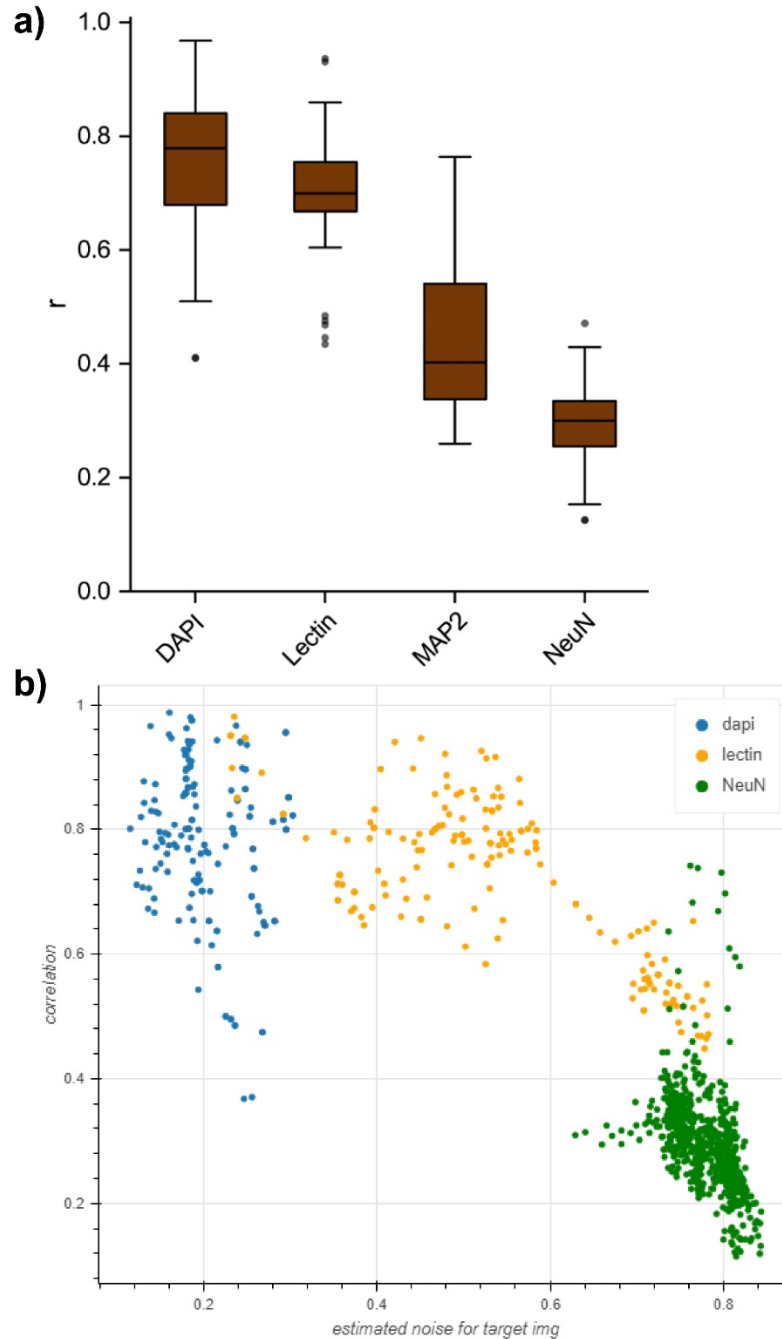 a)
1.0
0.8
0.6
0.4
0.2
0.0
r
DAPI
Lectin
MAP2
NeuN
b)
1
0.8
0.6
0.4
0.2
correlation
dapi
lectin
NeuN
0.2
0.4
0.6
0.8
estimated noise for target img